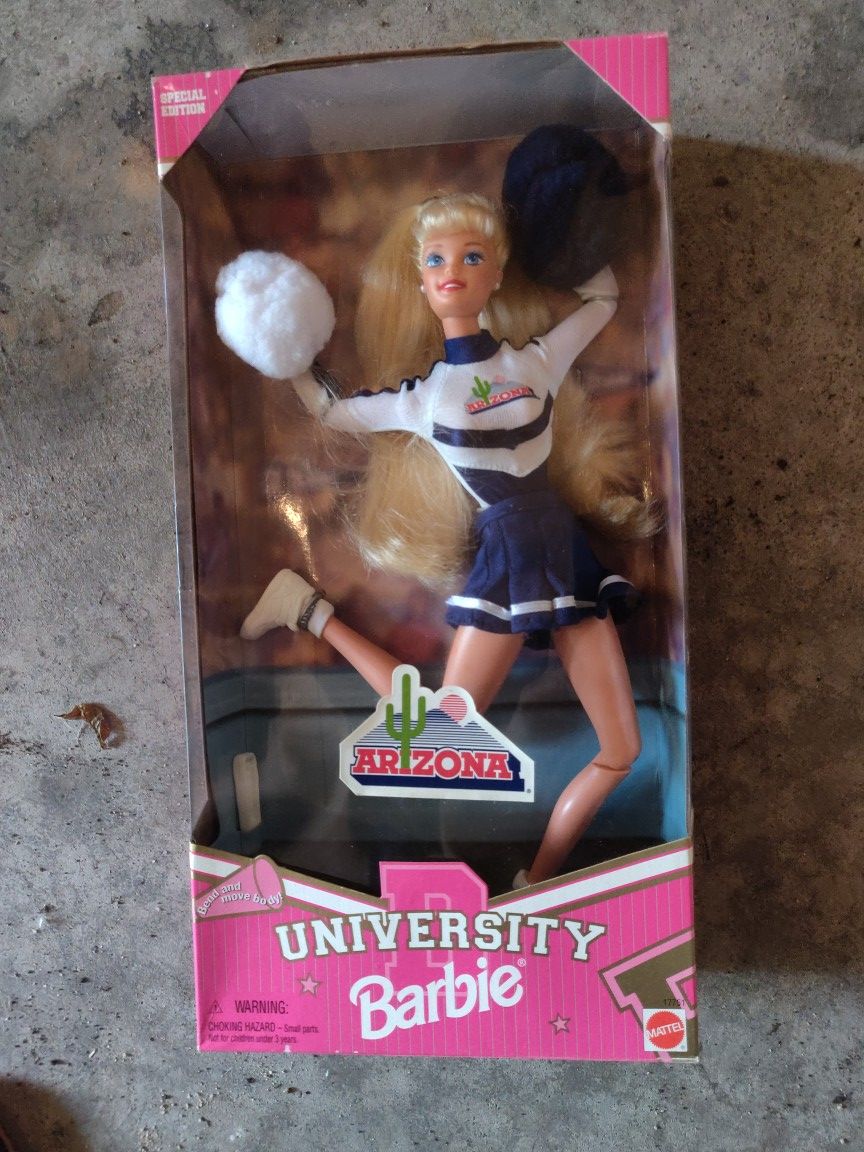 SPECIAL
EDITION
ARIZONA
ARIZONA
®
Bend and
move body!
B
UNIVERSITY
Barbie®
WARNING:
CHOKING HAZARD – Small parts.
Not for children under 3 years.
17751
MATTEL
®